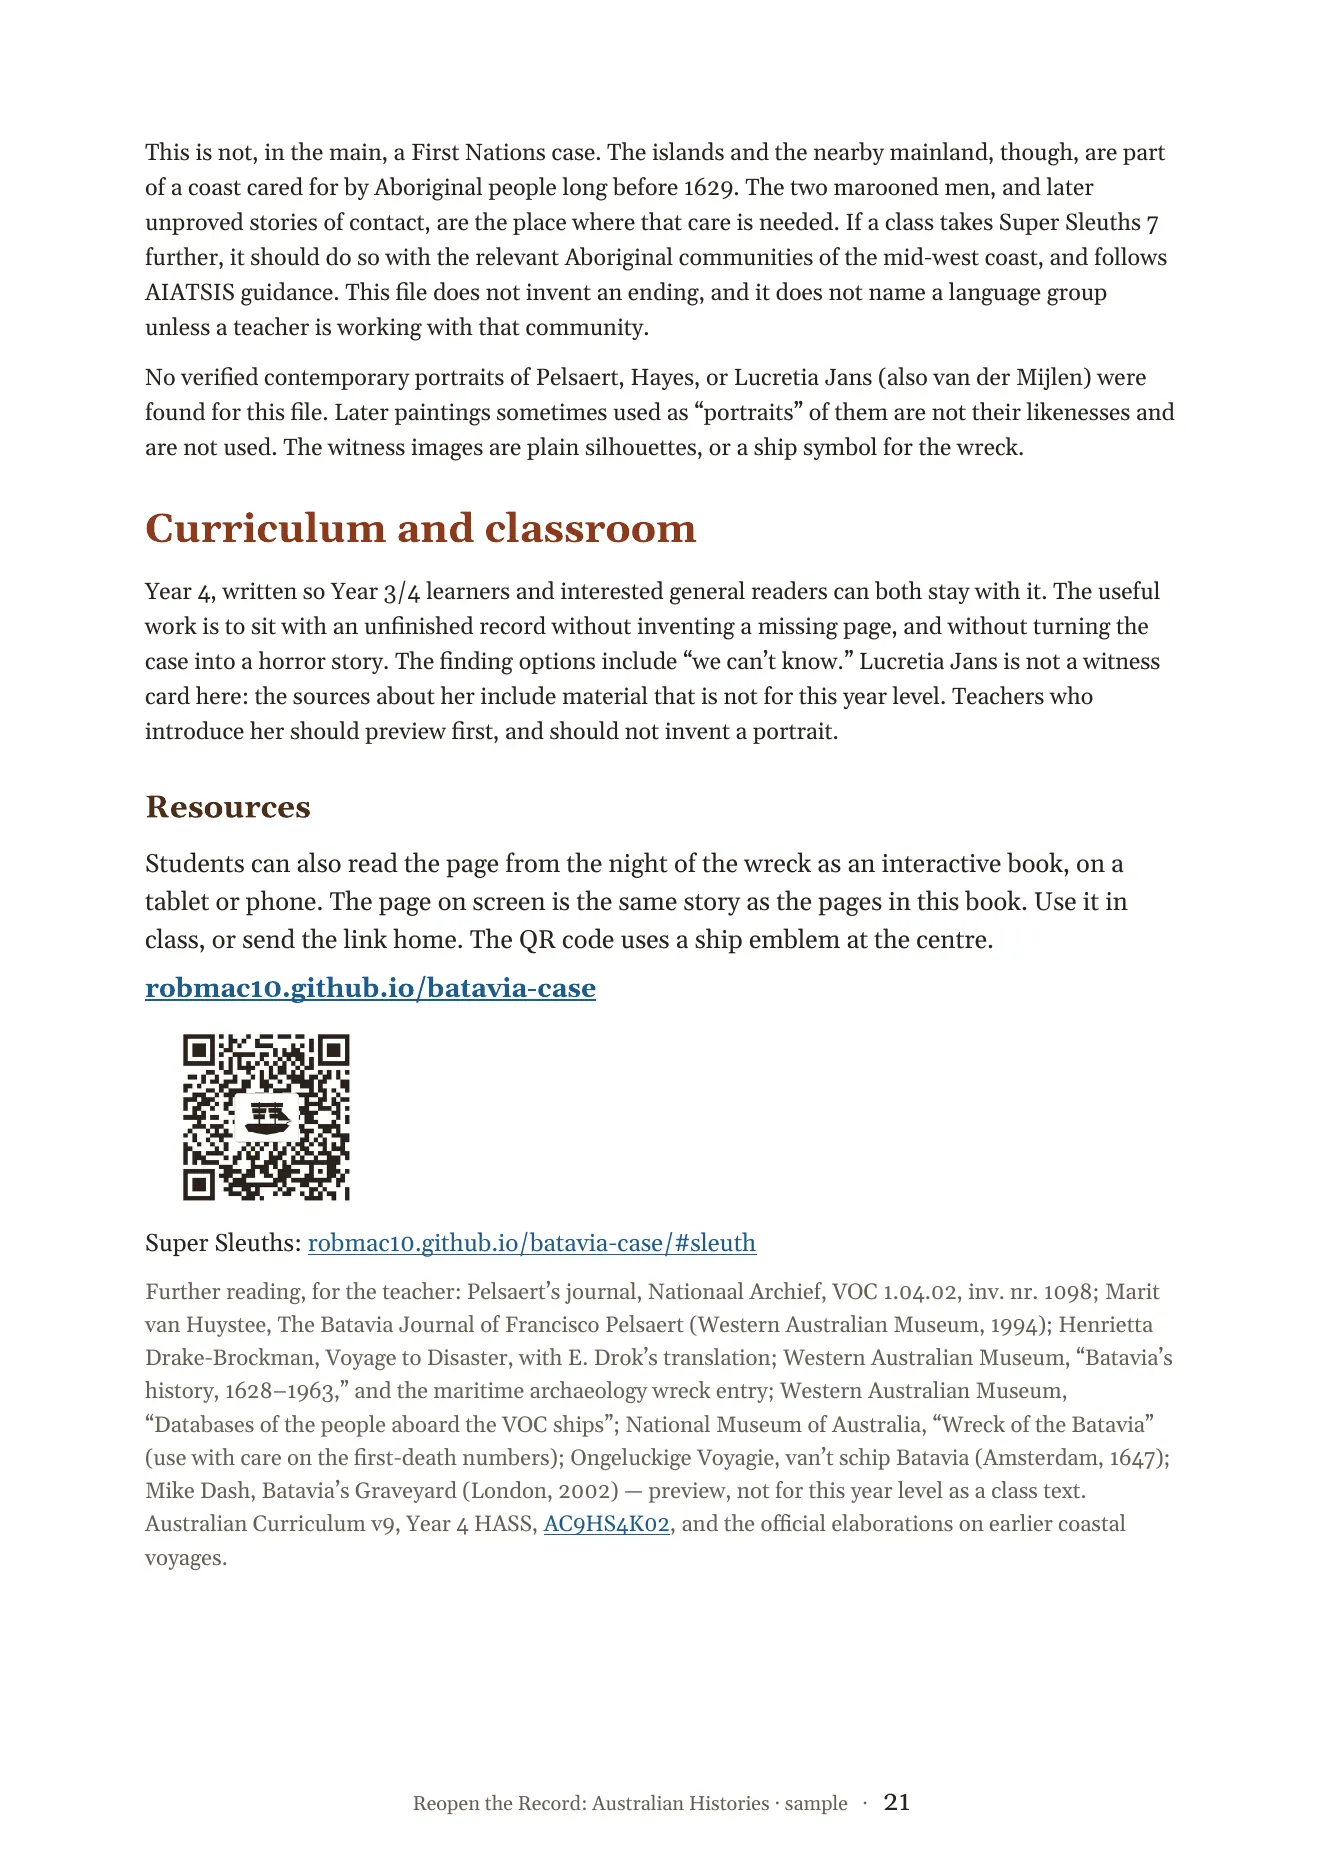 This is not, in the main, a First Nations case. The islands and the nearby mainland, though, are part
of a coast cared for by Aboriginal people long before 1629. The two marooned men, and later
unproved stories of contact, are the place where that care is needed. If a class takes Super Sleuths 7
further, it should do so with the relevant Aboriginal communities of the mid-west coast, and follows
AIATSIS guidance. This file does not invent an ending, and it does not name a language group
unless a teacher is working with that community.
No verified contemporary portraits of Pelsaert, Hayes, or Lucretia Jans (also van der Mijlen) were
found for this file. Later paintings sometimes used as “portraits” of them are not their likenesses and
are not used. The witness images are plain silhouettes, or a ship symbol for the wreck.
Curriculum and classroom
Year 4, written so Year 3/4 learners and interested general readers can both stay with it. The useful
work is to sit with an unfinished record without inventing a missing page, and without turning the
case into a horror story. The finding options include “we can’t know.” Lucretia Jans is not a witness
card here: the sources about her include material that is not for this year level. Teachers who
introduce her should preview first, and should not invent a portrait.
Resources
Students can also read the page from the night of the wreck as an interactive book, on a
tablet or phone. The page on screen is the same story as the pages in this book. Use it in
class, or send the link home. The QR code uses a ship emblem at the centre.
robmac10.github.io/batavia-case
Super Sleuths: robmac10.github.io/batavia-case/#sleuth
Further reading, for the teacher: Pelsaert’s journal, Nationaal Archief, VOC 1.04.02, inv. nr. 1098; Marit
van Huystee, The Batavia Journal of Francisco Pelsaert (Western Australian Museum, 1994); Henrietta
Drake-Brockman, Voyage to Disaster, with E. Drok’s translation; Western Australian Museum, “Batavia’s
history, 1628–1963,” and the maritime archaeology wreck entry; Western Australian Museum,
“Databases of the people aboard the VOC ships”; National Museum of Australia, “Wreck of the Batavia”
(use with care on the first-death numbers); Ongeluckige Voyagie, van’t schip Batavia (Amsterdam, 1647);
Mike Dash, Batavia’s Graveyard (London, 2002) — preview, not for this year level as a class text.
Australian Curriculum v9, Year 4 HASS, AC9HS4K02, and the official elaborations on earlier coastal
voyages.
Reopen the Record: Australian Histories · sample · 21